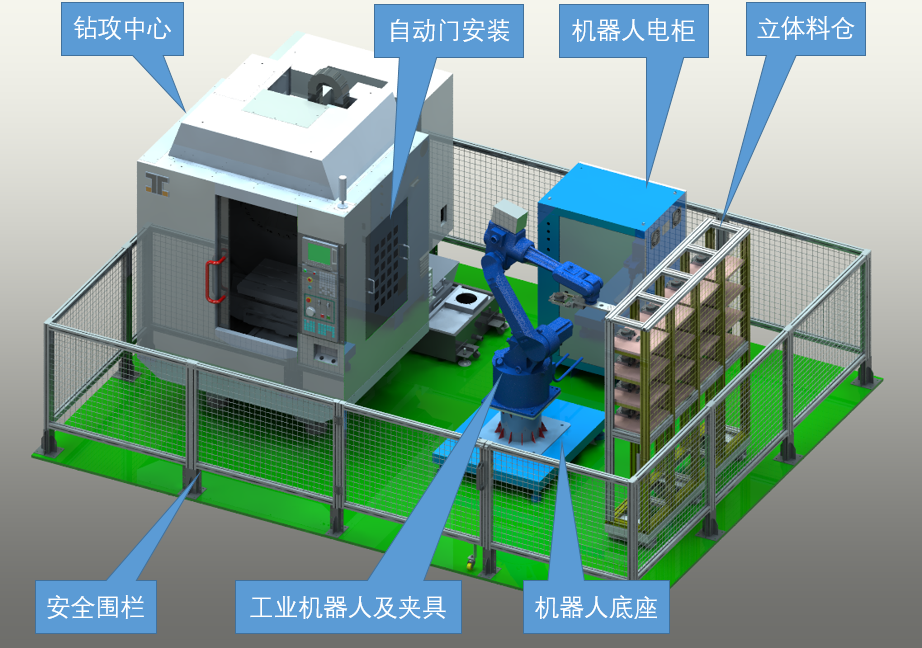 钻攻中心
自动门安装
机器人电柜
立体料仓
安全围栏
工业机器人及夹具
机器人底座